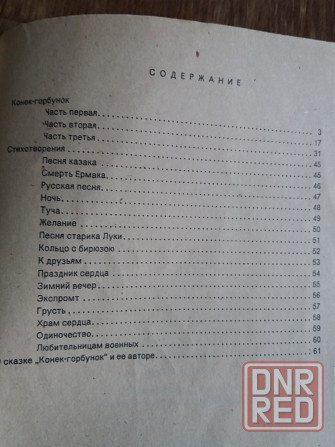 СОДЕРЖАНИЕ
Конек-горбунок
Часть первая 3
Часть вторая 17
Часть третья 31
Стихотворения 45
Песня казака 45
Смерть Ермака 46
Русская песня 47
Ночь 48
Туча 49
Желание 50
Песня старика Луки 51
Кольцо с бирюзою 52
К друзьям 53
Праздник сердца 54
Зимний вечер 55
Экспромт 56
Грусть 57
Храм сердца 58
Одиночество 59
Любительницам военных 60
сказке „Конек-горбунок" и ее авторе 61
DNR
RED